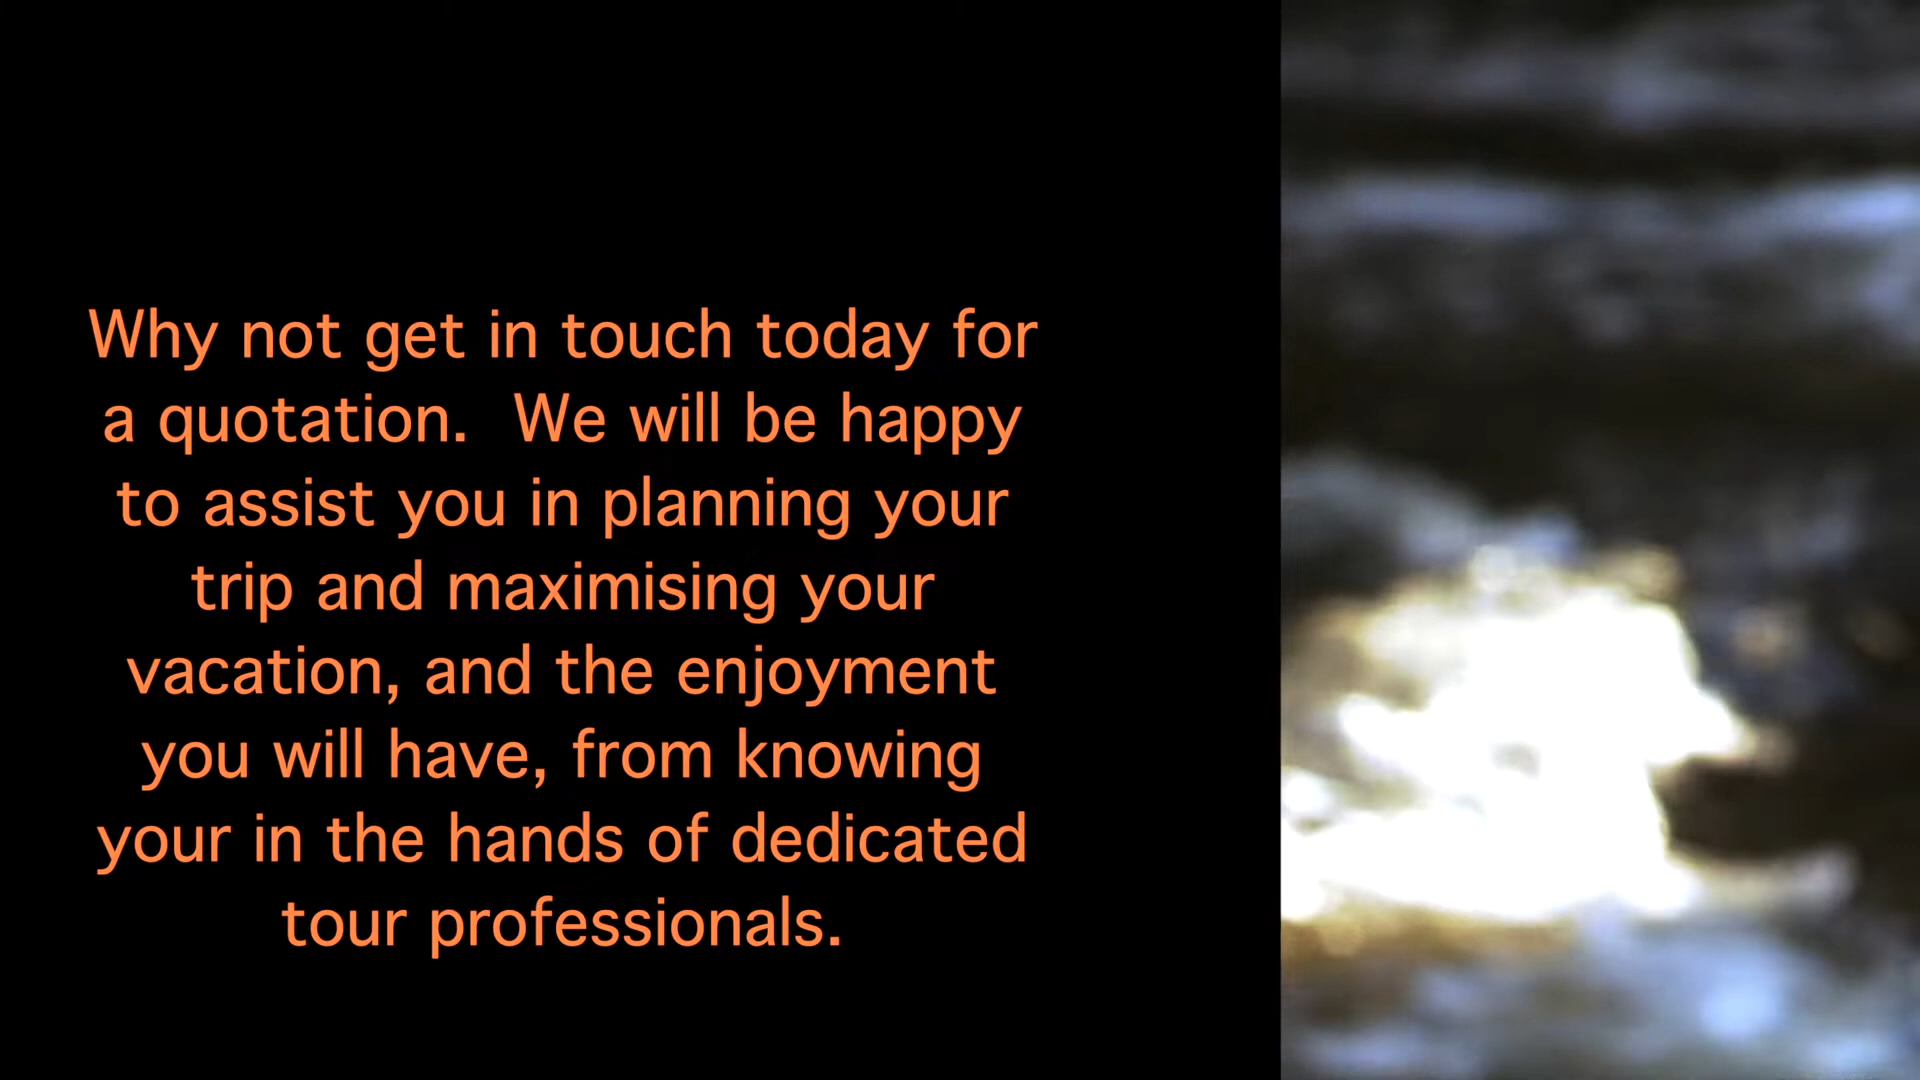 Why not get in touch today for
a quotation.  We will be happy
to assist you in planning your
trip and maximising your
vacation, and the enjoyment
you will have, from knowing
your in the hands of dedicated
tour professionals.